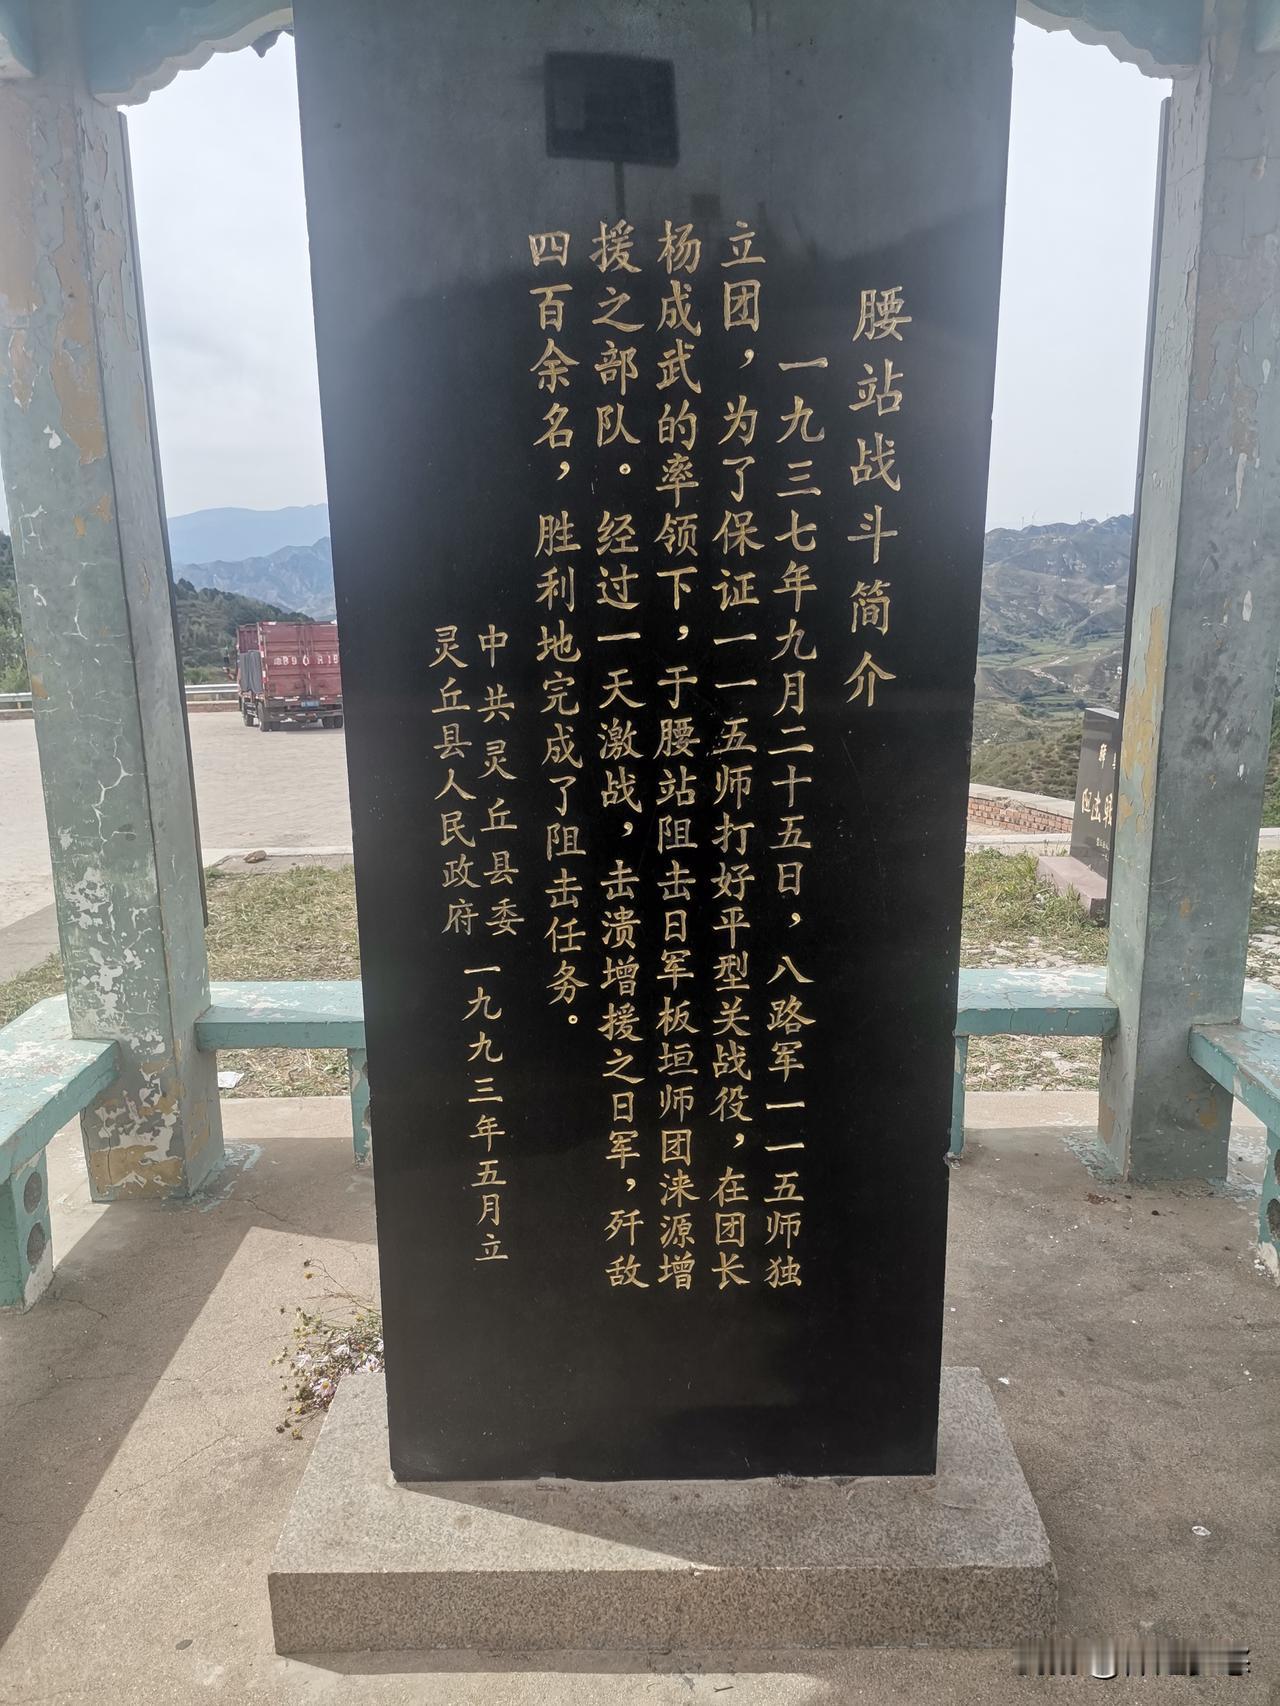 腰站战斗简介
一九三七年九月二十五日，八路军一一五师独
立团，为了保证一一五师打好平型关战役，在团长
杨成武的率领下，于腰站阻击日军板垣师团涞源增
援之部队。经过一天激战，击溃增援之日军，歼敌
四百余名，胜利地完成了阻击任务。
中共灵丘县委
灵丘县人民政府
一九九三年五月立